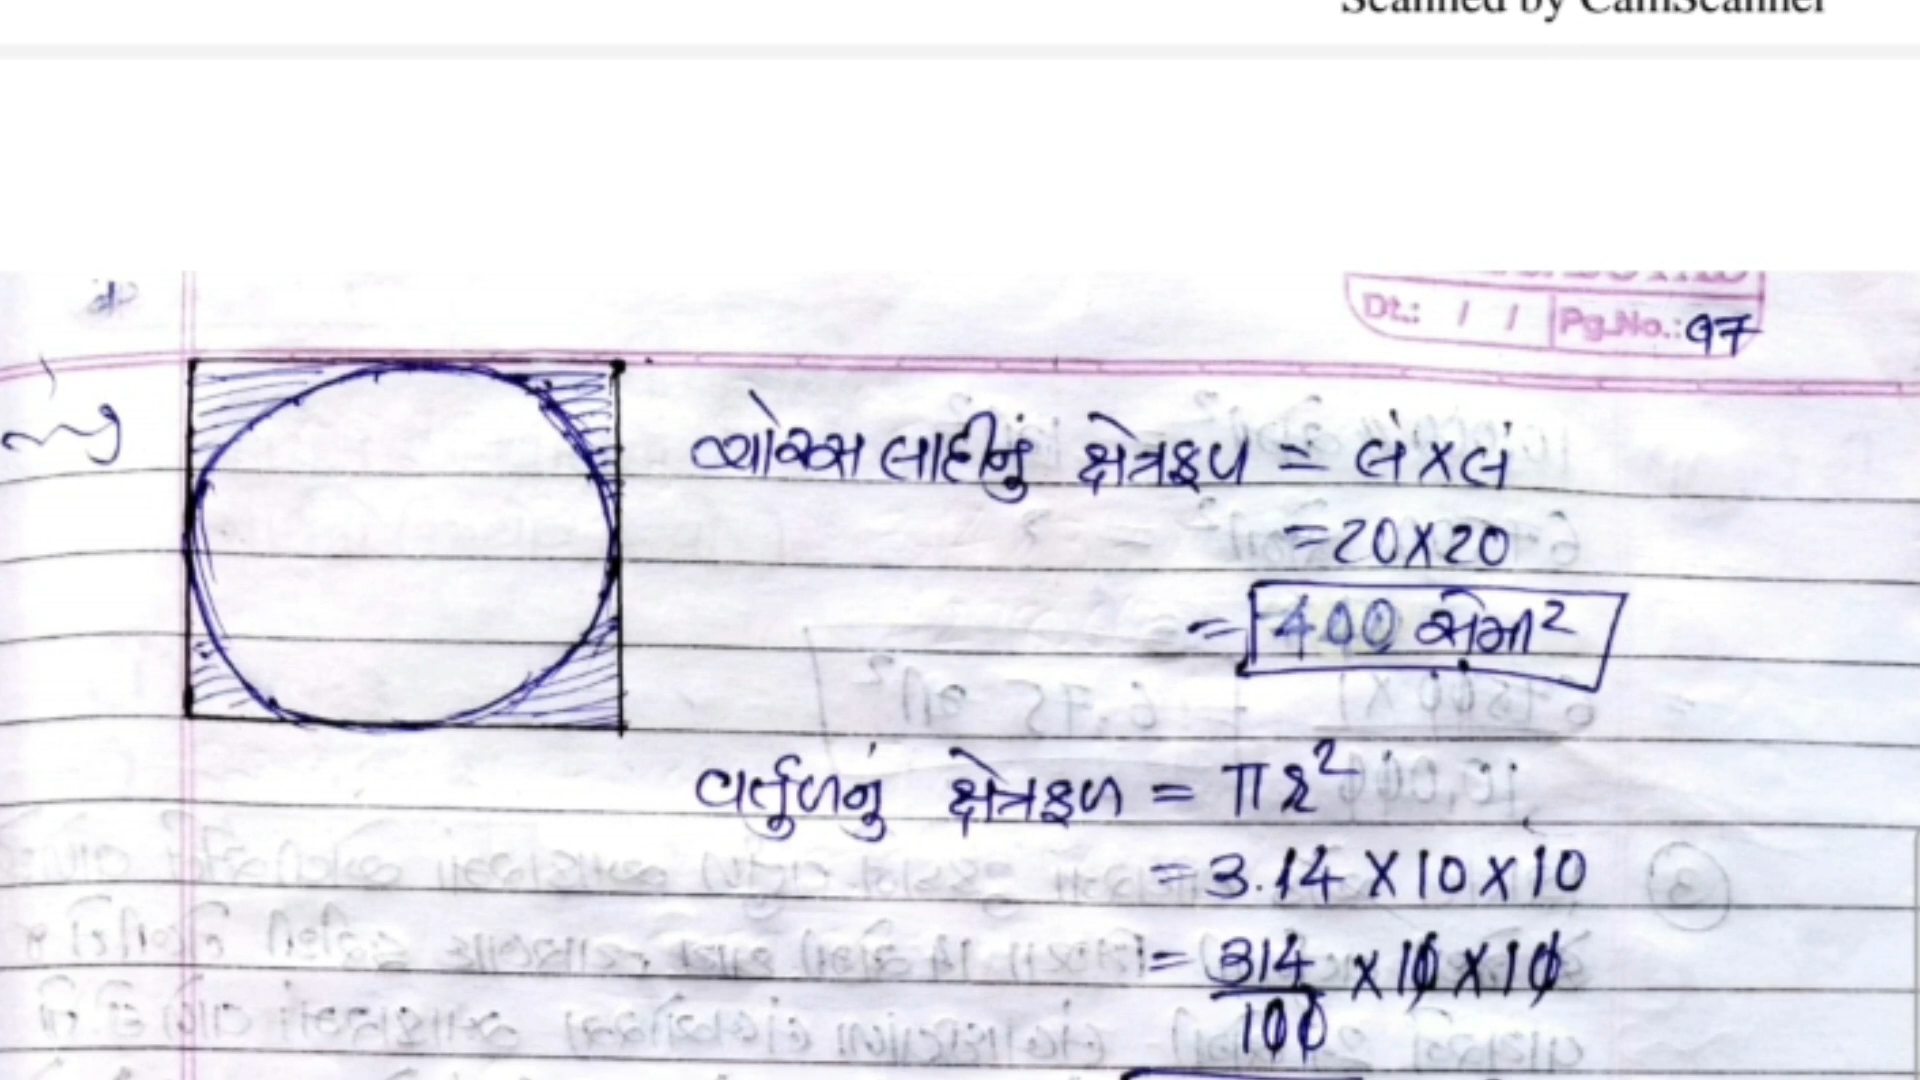 Scanned by CamScanner
Dt.: / / Pg.No.: 97
ચોરસ લાદીનું ક્ષેત્રફળ = લં × લં
= 20 × 20
= 400 સેમી²
વર્તુળનું ક્ષેત્રફળ = πr²
= 3.14 × 10 × 10
= 314/100 × 10 × 10